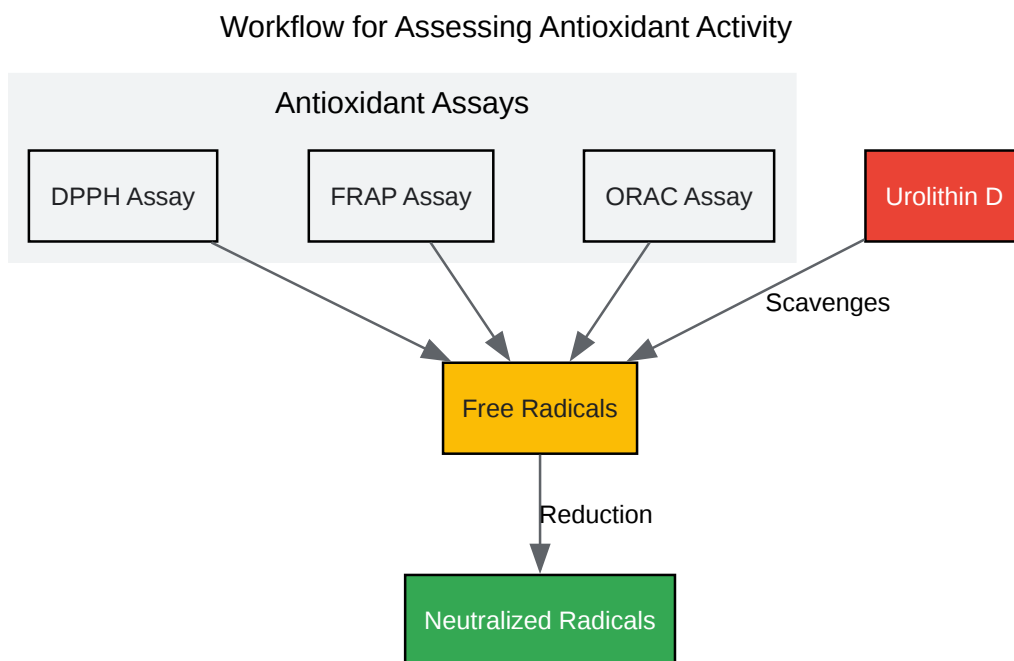 Workflow for Assessing Antioxidant Activity
Antioxidant Assays
DPPH Assay
FRAP Assay
ORAC Assay
Urolithin D
Scavenges
Free Radicals
Reduction
Neutralized Radicals